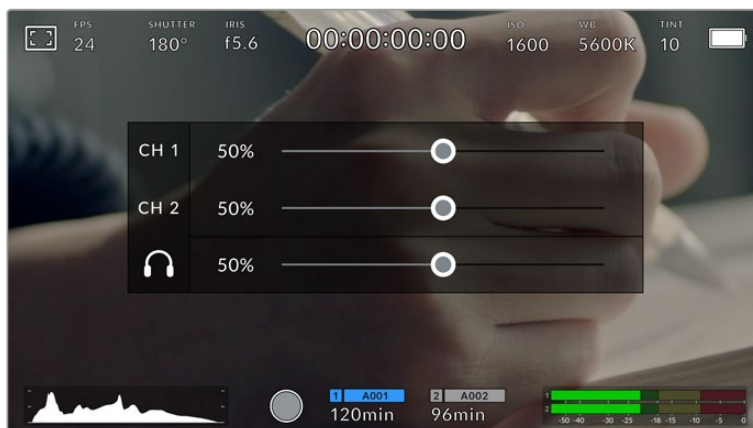 FPS SHUTTER IRIS ISO WB TINT
24 180° f5.6 00:00:00:00 1600 5600K 10
CH 1 50%
CH 2 50%
50%
1 A001 2 A002
120min 96min
1
2
-50 -40 -30 -25 -18 -15 -10 -5 0